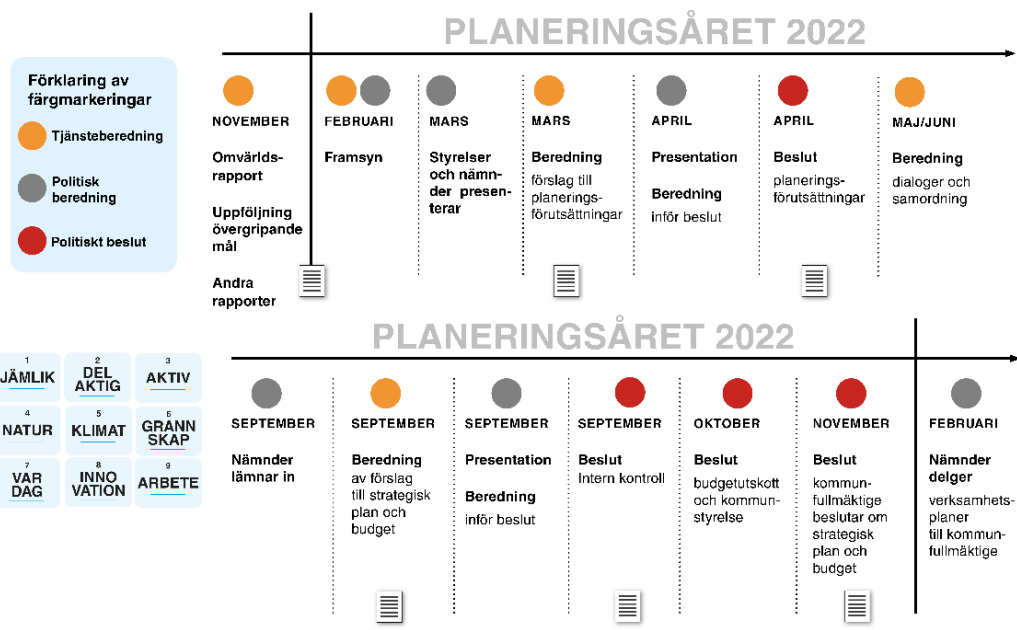 PLANERINGSÅRET 2022
Förklaring av
färgmarkeringar
Tjänsteberedning
Politisk
beredning
Politiskt beslut
NOVEMBER
Omvärlds-
rapport
Uppföljning
övergripande
mål
Andra
rapporter
FEBRUARI
Framsyn
MARS
Styrelser
och nämn-
der presen-
terar
MARS
Beredning
förslag till
planerings-
förutsättningar
APRIL
Presentation
Beredning
inför beslut
APRIL
Beslut
planerings-
förutsättningar
MAJ/JUNI
Beredning
dialoger och
samordning
PLANERINGSÅRET 2022
1
JÄMLIK
2
DEL
AKTIG
3
AKTIV
4
NATUR
5
KLIMAT
6
GRANN
SKAP
7
VAR
DAG
8
INNO
VATION
9
ARBETE
SEPTEMBER
Nämnder
lämnar in
SEPTEMBER
Beredning
av förslag
till strategisk
plan och
budget
SEPTEMBER
Presentation
Beredning
inför beslut
SEPTEMBER
Beslut
Intern kontroll
OKTOBER
Beslut
budgetutskott
och kommun-
styrelse
NOVEMBER
Beslut
kommun-
fullmäktige
beslutar om
strategisk
plan och
budget
FEBRUARI
Nämnder
delger
verksamhets-
planer
till kommun-
fullmäktige